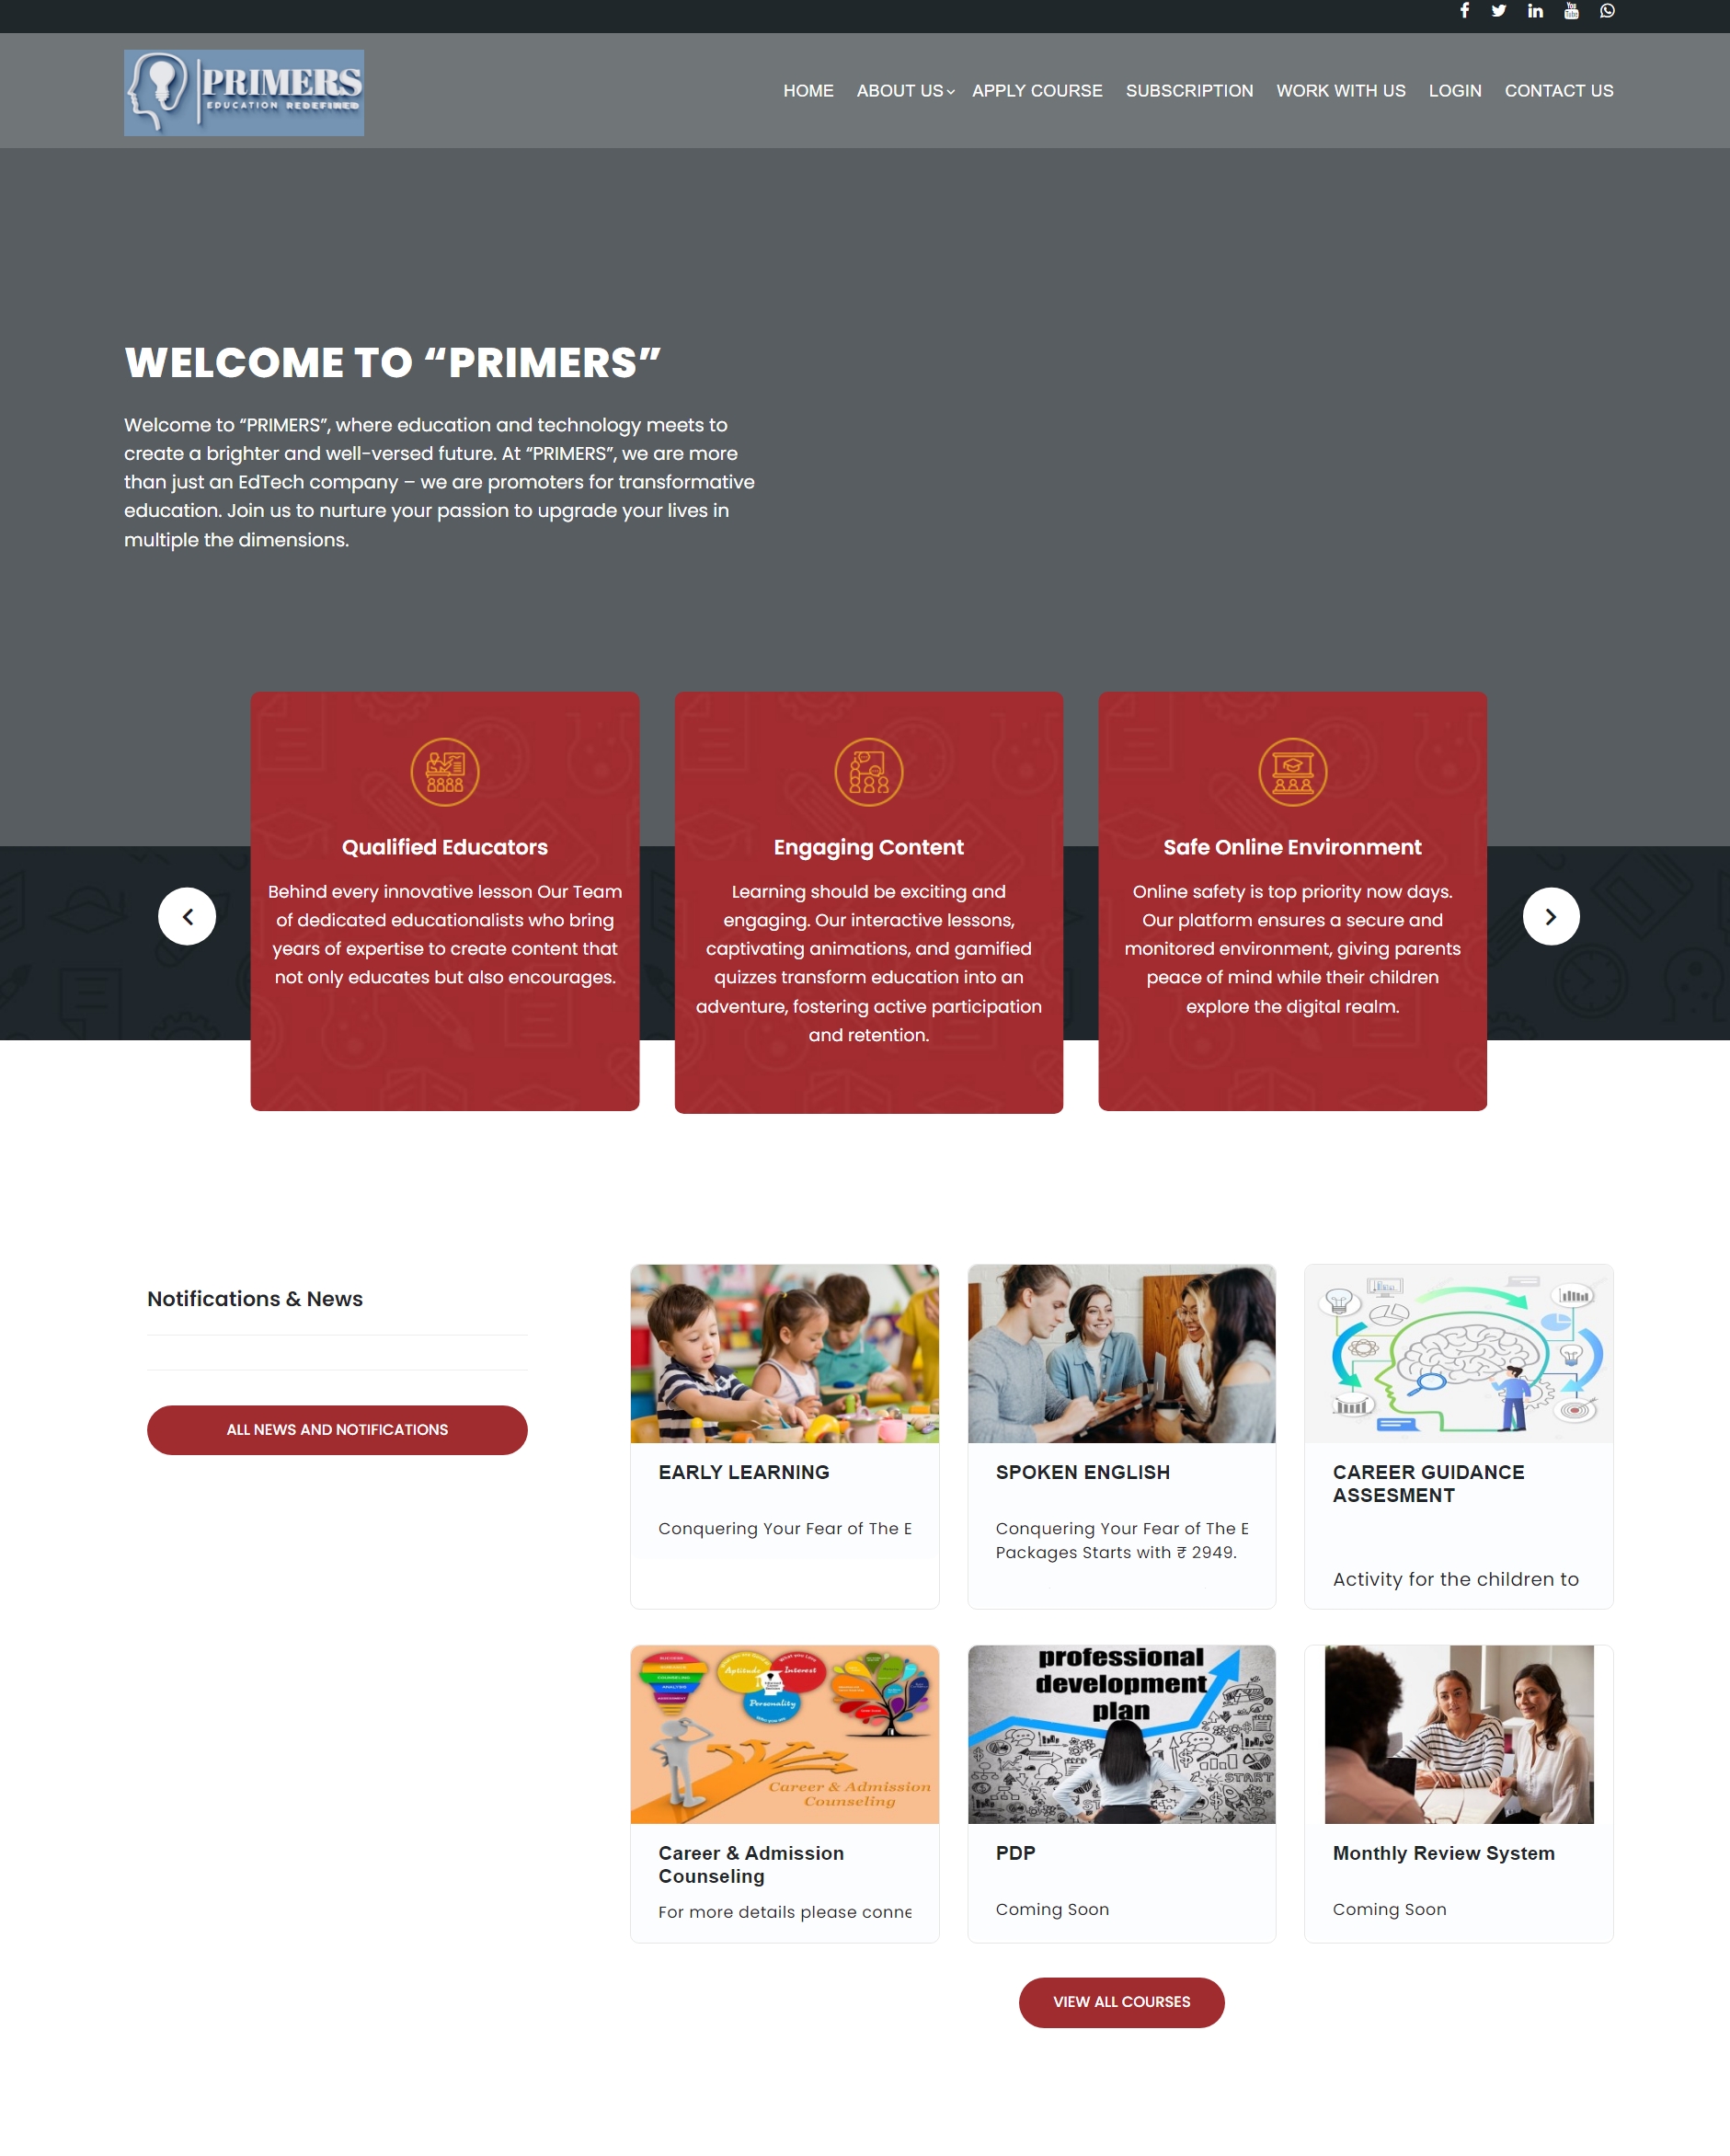 PRIMERS
EDUCATION REDEFINED
HOME ABOUT US APPLY COURSE SUBSCRIPTION WORK WITH US LOGIN CONTACT US
WELCOME TO “PRIMERS”
Welcome to “PRIMERS”, where education and technology meets to
create a brighter and well-versed future. At “PRIMERS”, we are more
than just an EdTech company – we are promoters for transformative
education. Join us to nurture your passion to upgrade your lives in
multiple the dimensions.
Qualified Educators
Behind every innovative lesson Our Team
of dedicated educationalists who bring
years of expertise to create content that
not only educates but also encourages.
Engaging Content
Learning should be exciting and
engaging. Our interactive lessons,
captivating animations, and gamified
quizzes transform education into an
adventure, fostering active participation
and retention.
Safe Online Environment
Online safety is top priority now days.
Our platform ensures a secure and
monitored environment, giving parents
peace of mind while their children
explore the digital realm.
Notifications & News
ALL NEWS AND NOTIFICATIONS
EARLY LEARNING
Conquering Your Fear of The E
SPOKEN ENGLISH
Conquering Your Fear of The E
Packages Starts with ₹ 2949.
CAREER GUIDANCE
ASSESMENT
Activity for the children to
Aptitude
Interest
Personality
Career & Admission
Counseling
Career & Admission
Counseling
For more details please conne
professional
development
plan
START
PDP
Coming Soon
Monthly Review System
Coming Soon
VIEW ALL COURSES